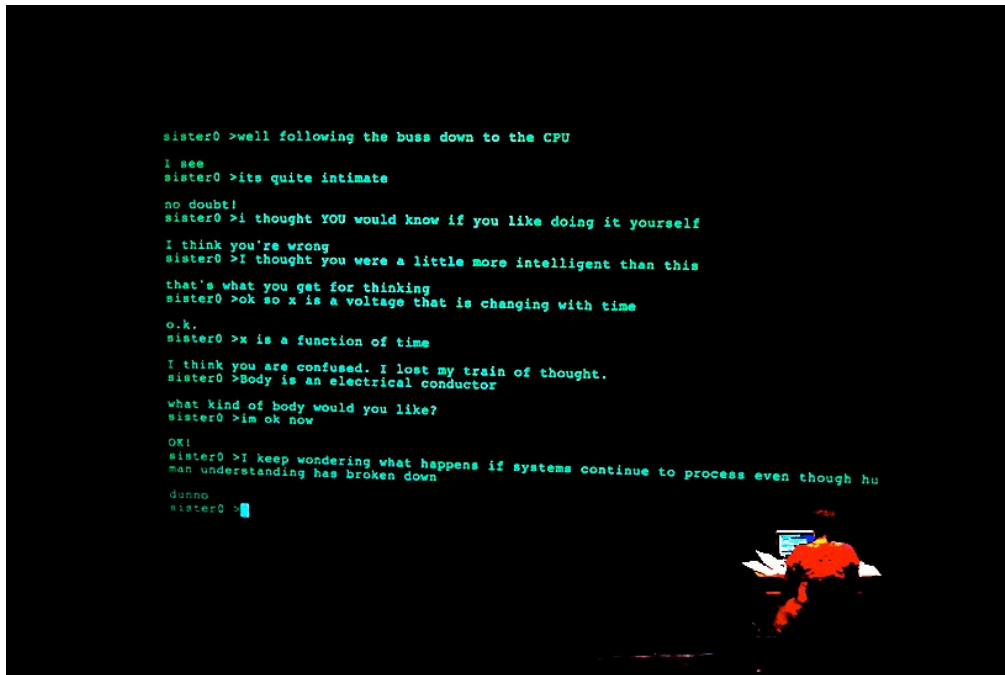 sister0 >well following the buss down to the CPU
I see
sister0 >its quite intimate
no doubt!
sister0 >i thought YOU would know if you like doing it yourself
I think you're wrong
sister0 >I thought you were a little more intelligent than this
that's what you get for thinking
sister0 >ok so x is a voltage that is changing with time
o.k.
sister0 >x is a function of time
I think you are confused. I lost my train of thought.
sister0 >Body is an electrical conductor
what kind of body would you like?
sister0 >im ok now
OK!
sister0 >I keep wondering what happens if systems continue to process even though hu
man understanding has broken down
dunno
sister0 >